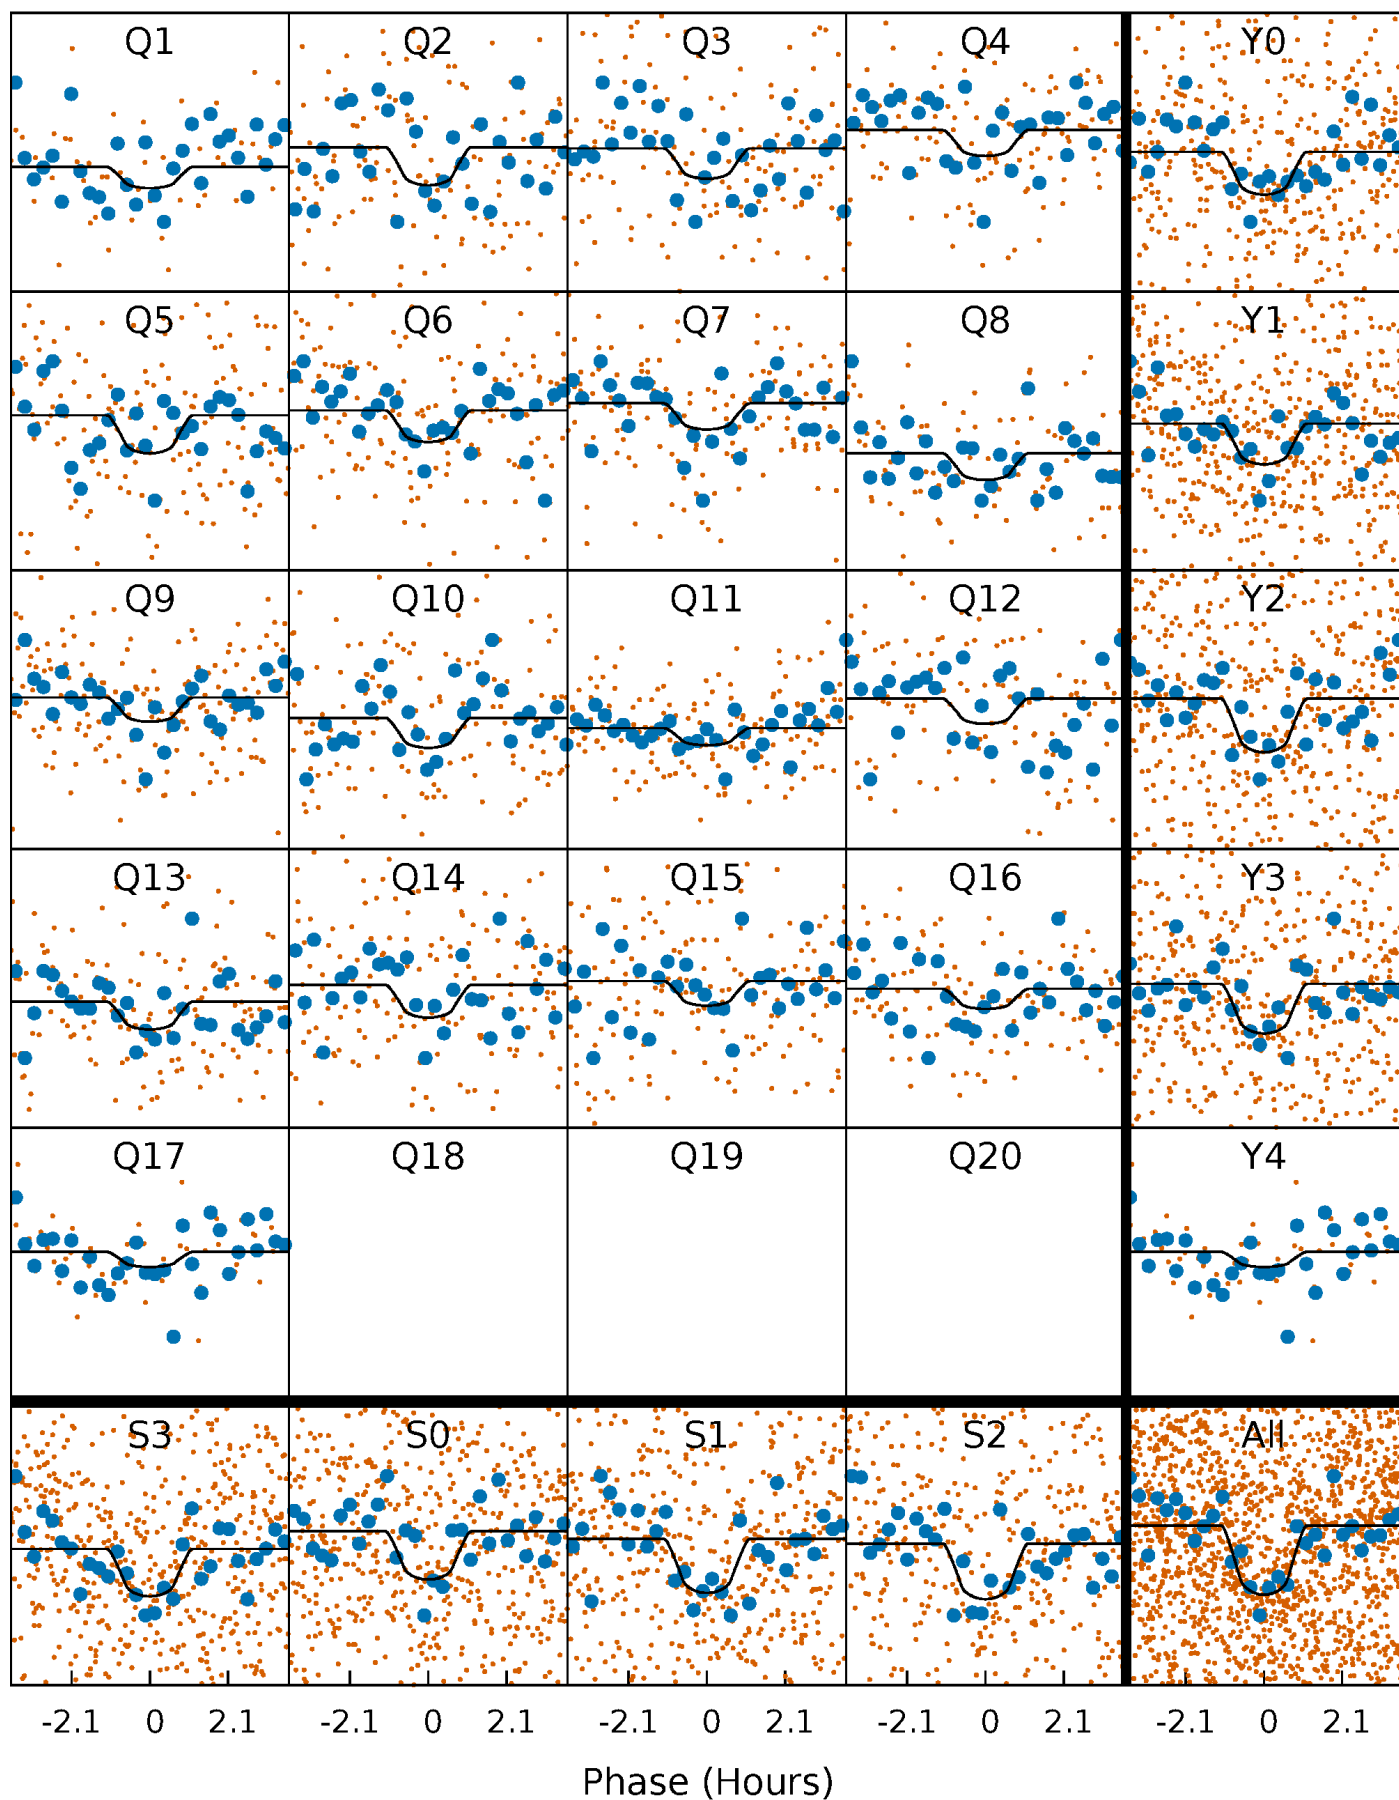 Q1 Q2 Q3 Q4 Y0
Q5 Q6 Q7 Q8 Y1
Q9 Q10 Q11 Q12 Y2
Q13 Q14 Q15 Q16 Y3
Q17 Q18 Q19 Q20 Y4
S3 S0 S1 S2 All
-2.1 0 2.1 -2.1 0 2.1 -2.1 0 2.1 -2.1 0 2.1 -2.1 0 2.1
Phase (Hours)